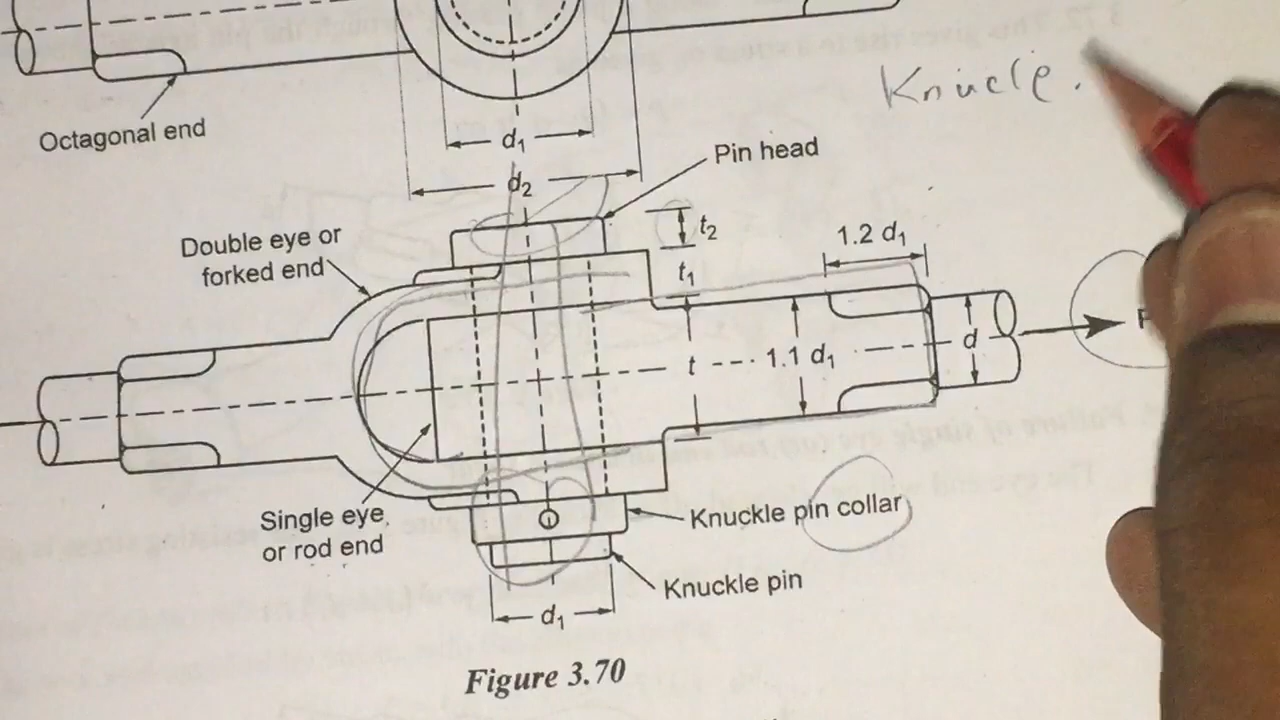 Knucle.
Octagonal end
d₁
d₂
Pin head
Double eye or
forked end
t₂
t₁
1.2 d₁
t
1.1 d₁
d
Single eye
or rod end
Knuckle pin collar
Knuckle pin
d₁
Figure 3.70